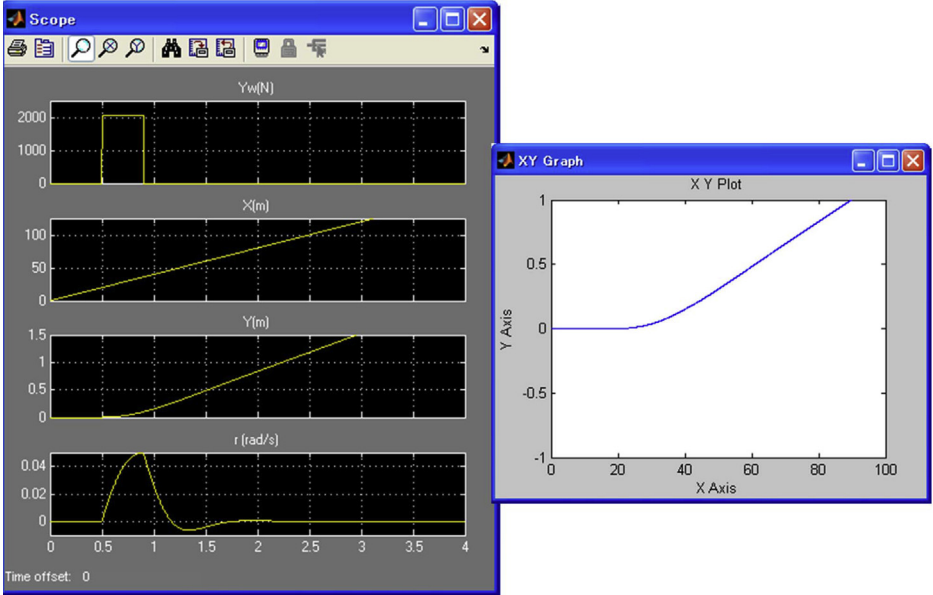 Scope
Yw(N)
2000
1000
0
X(m)
100
50
0
Y(m)
1.5
1
0.5
0
r (rad/s)
0.04
0.02
0
0 0.5 1 1.5 2 2.5 3 3.5 4
Time offset: 0
XY Graph
X Y Plot
1
0.5
0
-0.5
-1
Y Axis
0 20 40 60 80 100
X Axis